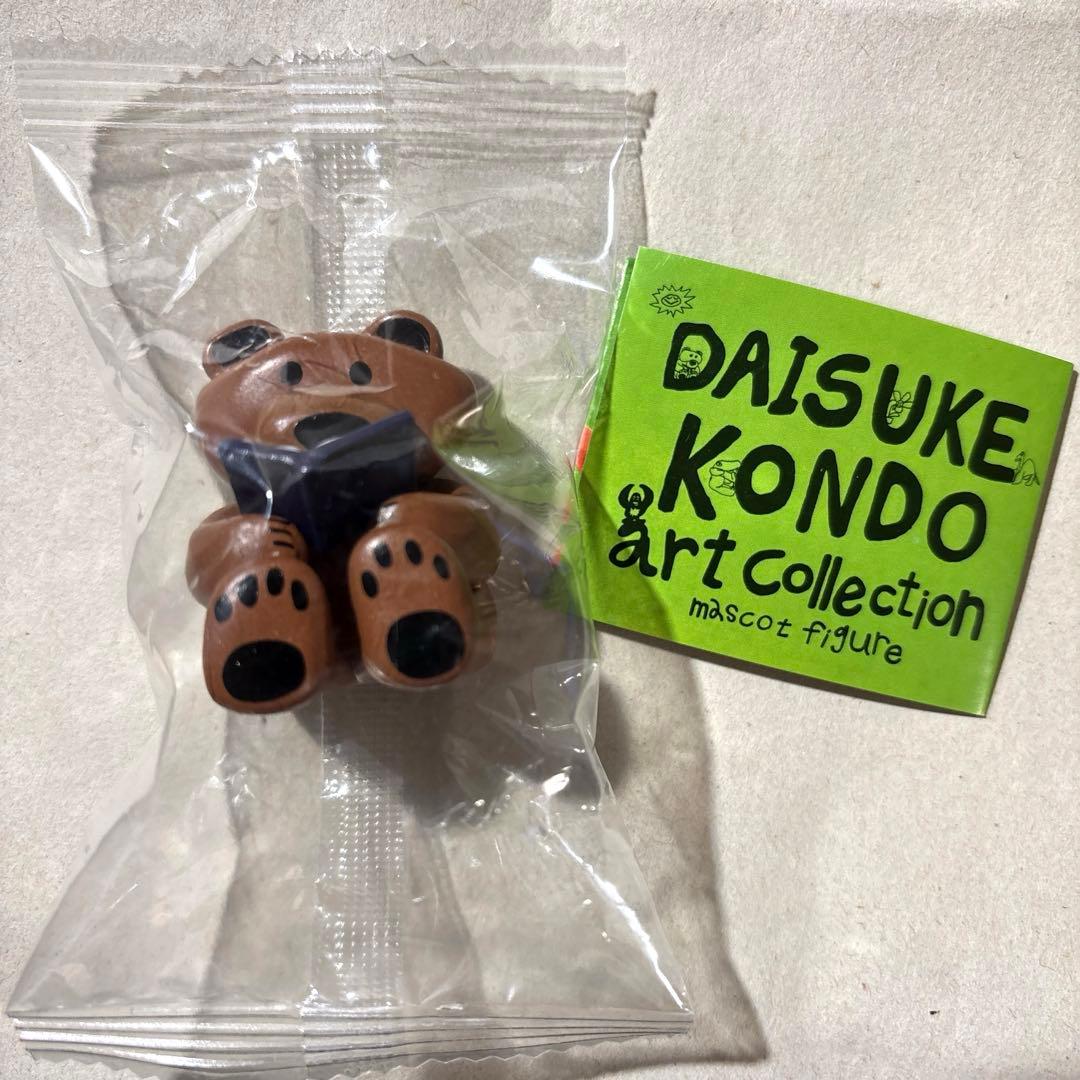 DAISUKE
KONDO
art collection
mascot figure